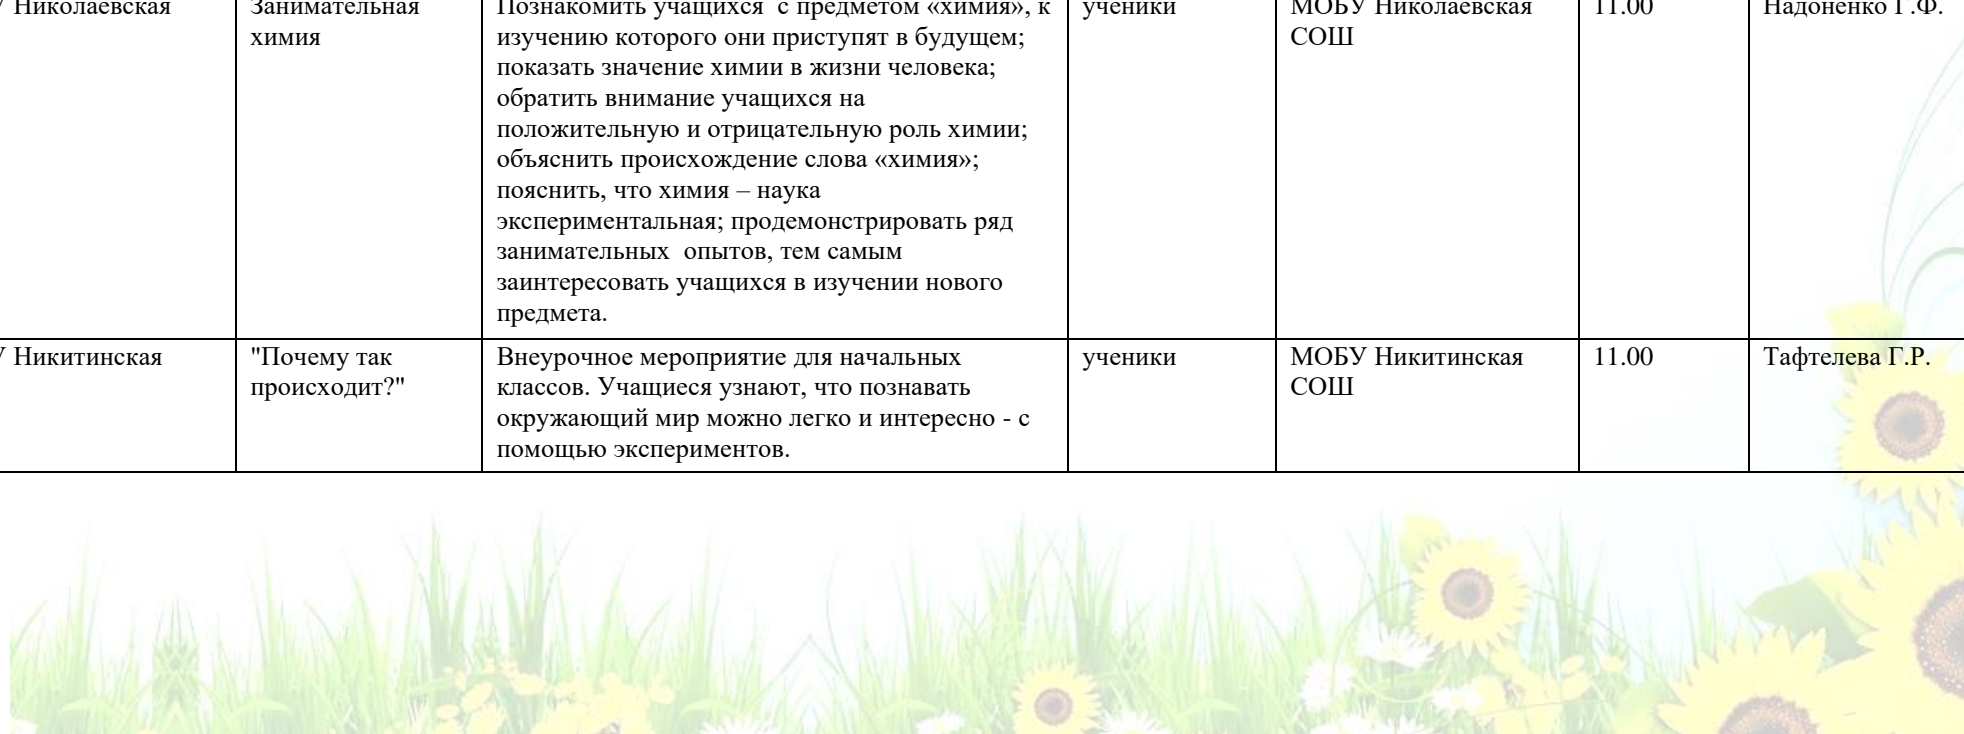 У Николаевская
Занимательная
химия
Познакомить учащихся с предметом «химия», к
изучению которого они приступят в будущем;
показать значение химии в жизни человека;
обратить внимание учащихся на
положительную и отрицательную роль химии;
объяснить происхождение слова «химия»;
пояснить, что химия – наука
экспериментальная; продемонстрировать ряд
занимательных опытов, тем самым
заинтересовать учащихся в изучении нового
предмета.
ученики
МОБУ Николаевская
СОШ
11.00
Надоненко Г.Ф.
У Никитинская
"Почему так
происходит?"
Внеурочное мероприятие для начальных
классов. Учащиеся узнают, что познавать
окружающий мир можно легко и интересно - с
помощью экспериментов.
ученики
МОБУ Никитинская
СОШ
11.00
Тафтелева Г.Р.